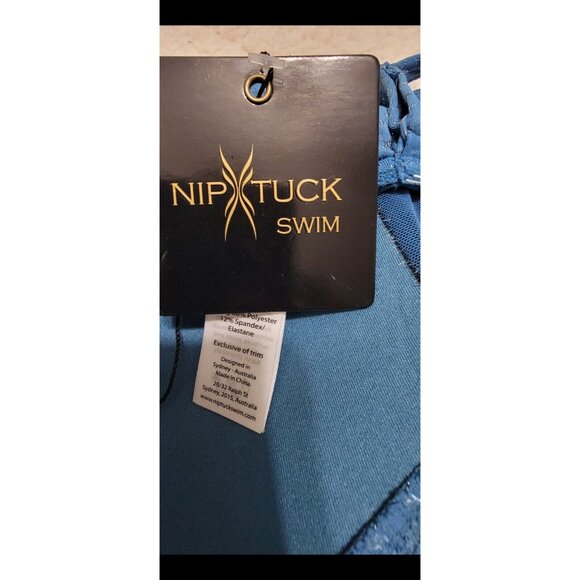 NIP TUCK
SWIM
Polyester
12% Spandex/
Elastane
Exclusive of trim
Designed in
Sydney - Australia
Made in China
28/32 Ralph St
Sydney, 2015, Australia
www.niptuckswim.com